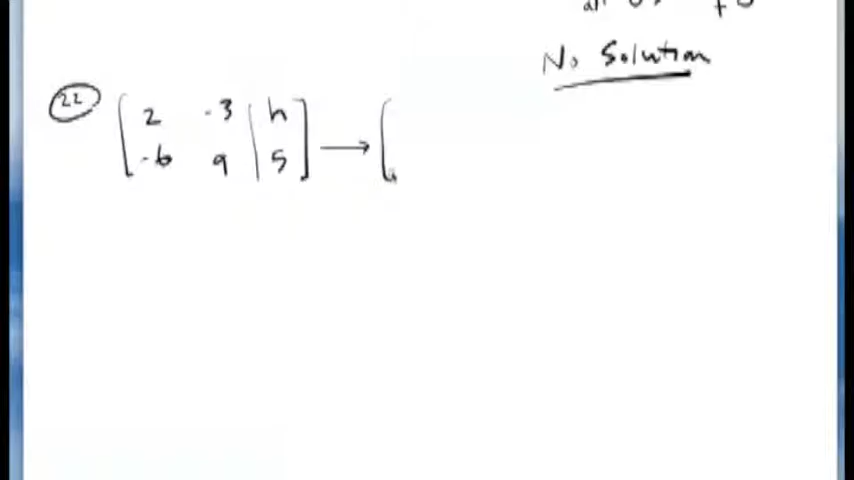 No Solution
22 [ 2 -3 | h ] → [
-6 9 | 5